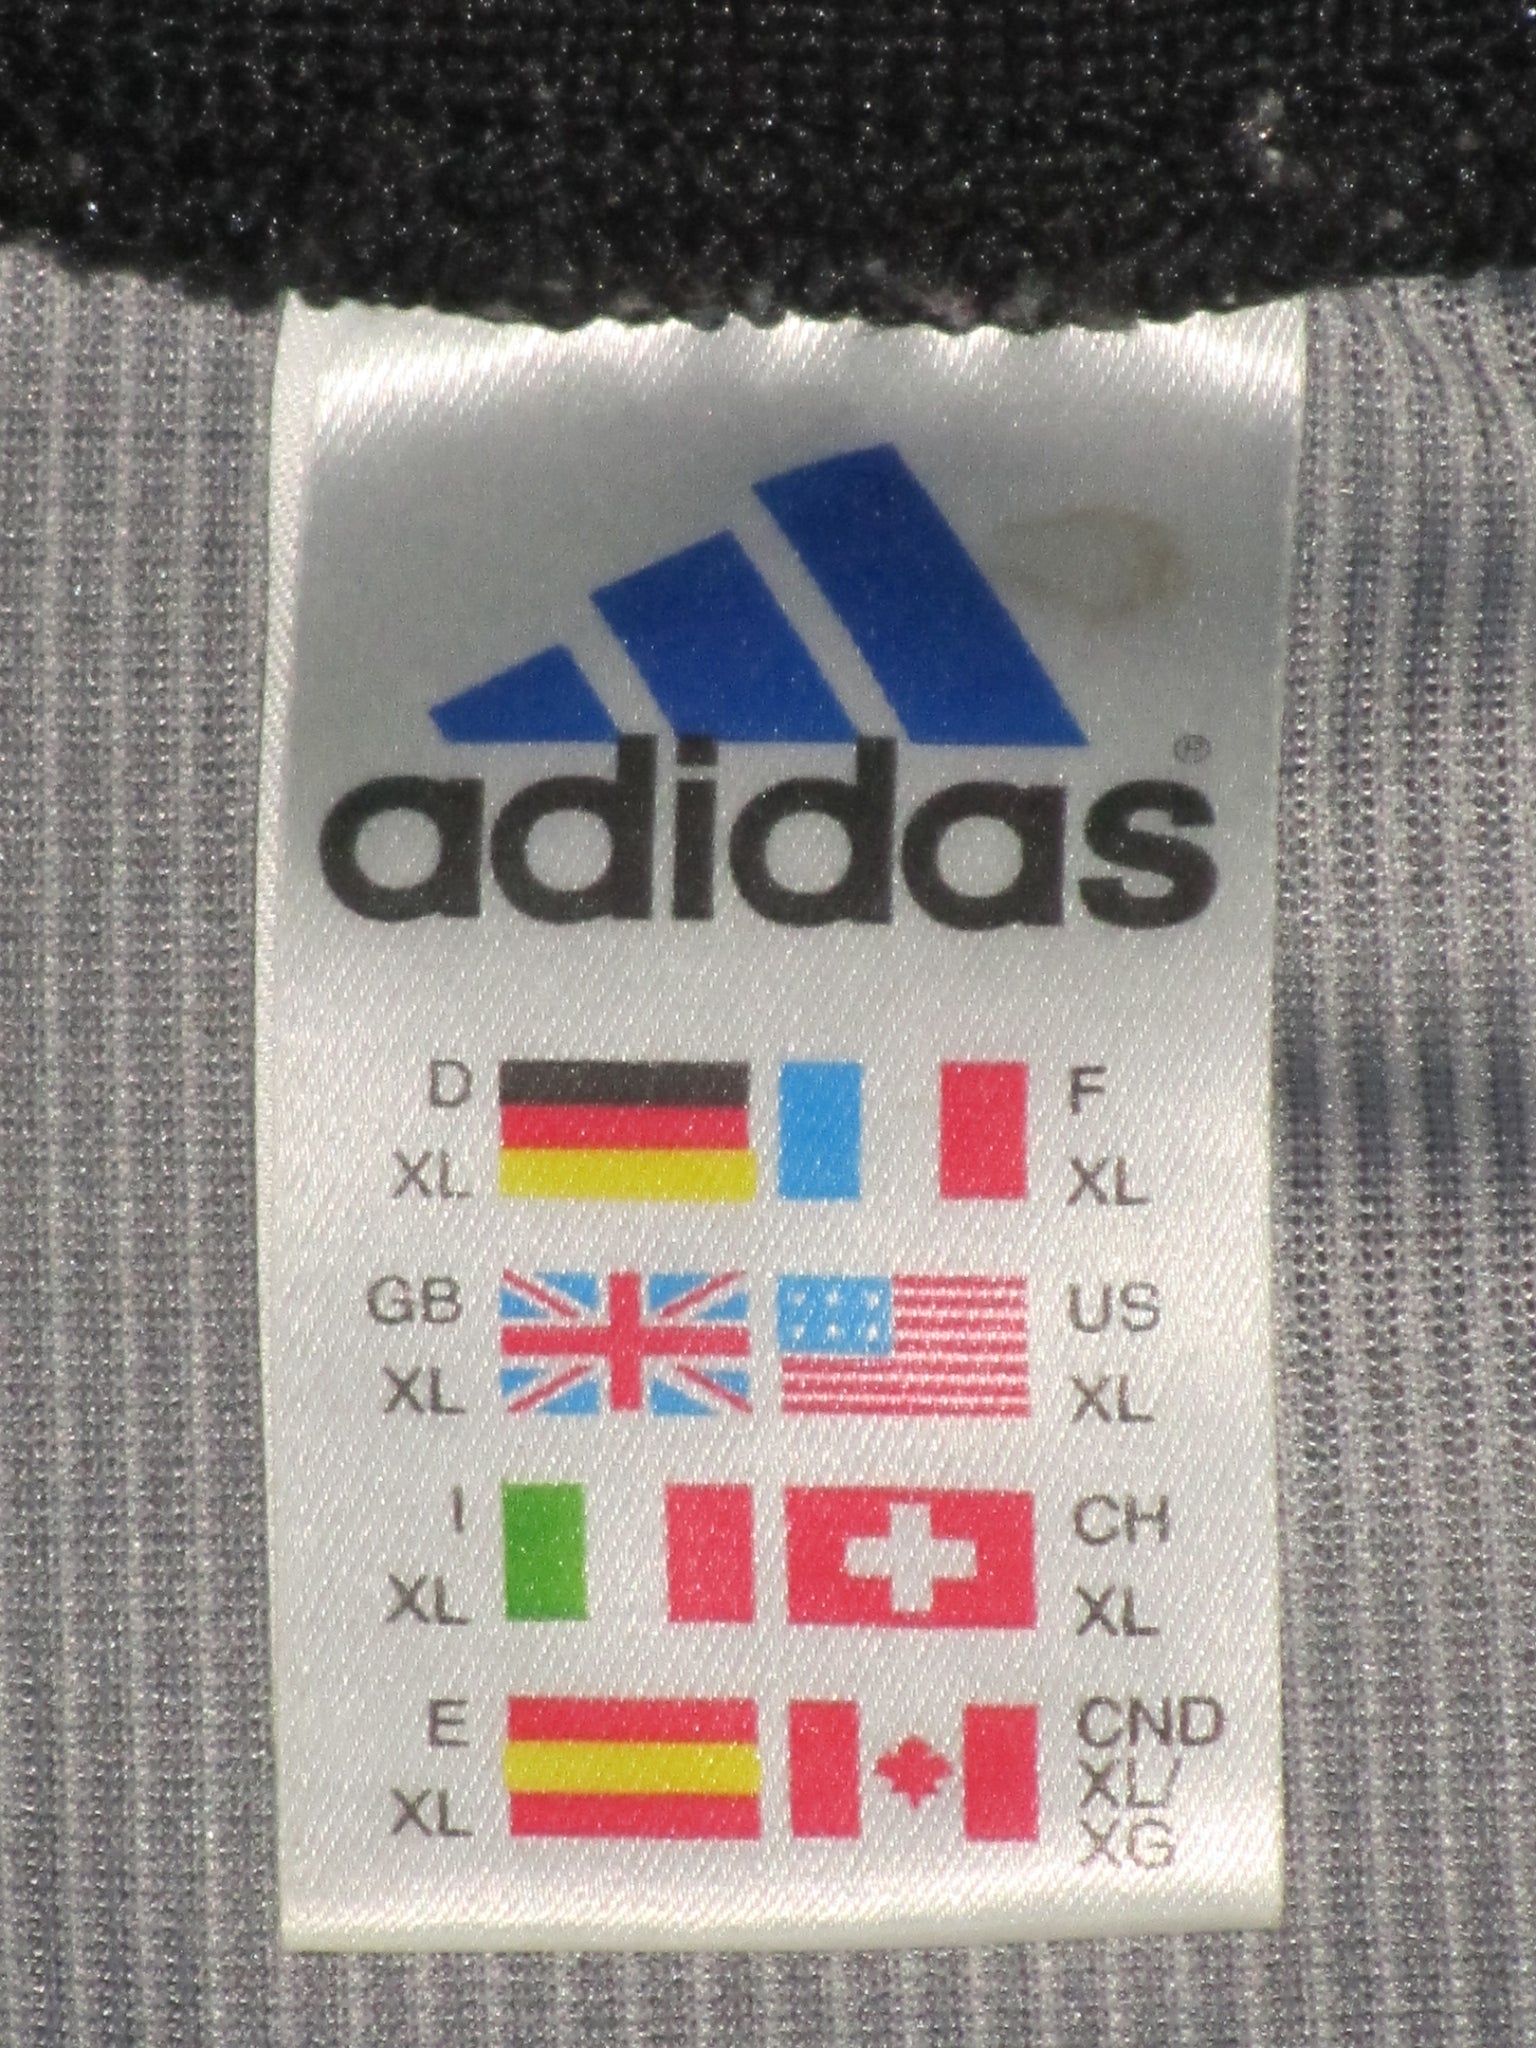 adidas ®
D F
XL XL
GB US
XL XL
I CH
XL XL
E CND
XL XL/
XG